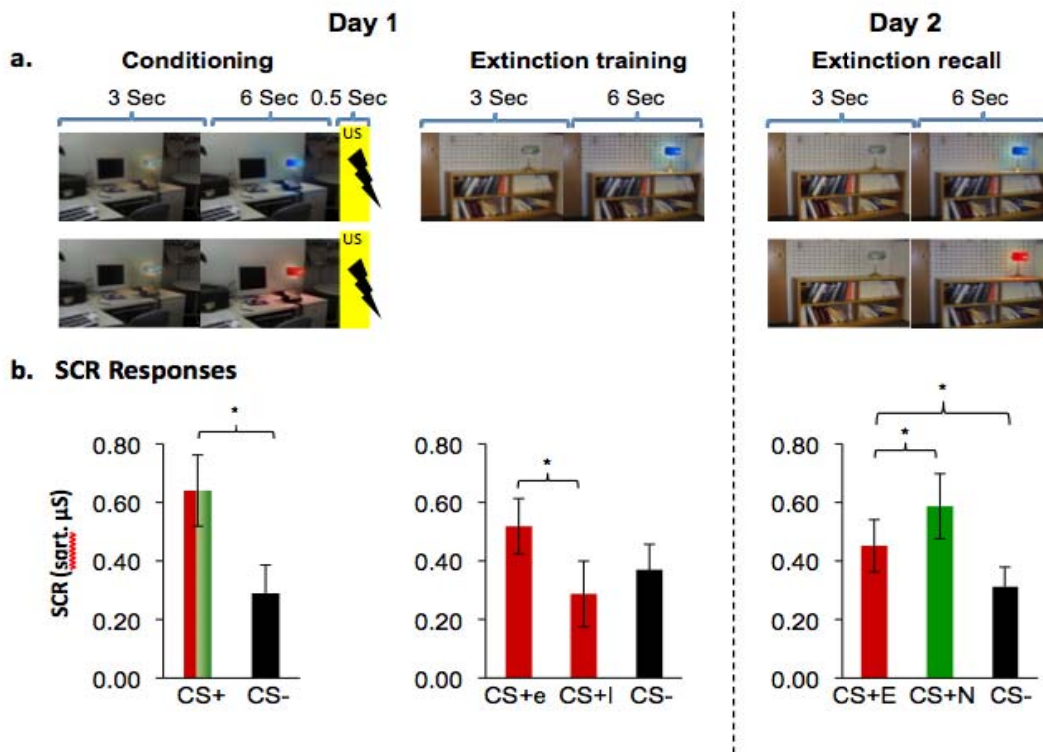 Day 1 Day 2
a. Conditioning Extinction training Extinction recall
3 Sec 6 Sec 0.5 Sec 3 Sec 6 Sec 3 Sec 6 Sec
US
US
b. SCR Responses
* * * *
SCR (sqrt. µS)
0.80 0.80 0.80
0.60 0.60 0.60
0.40 0.40 0.40
0.20 0.20 0.20
0.00 0.00 0.00
CS+ CS- CS+e CS+l CS- CS+E CS+N CS-